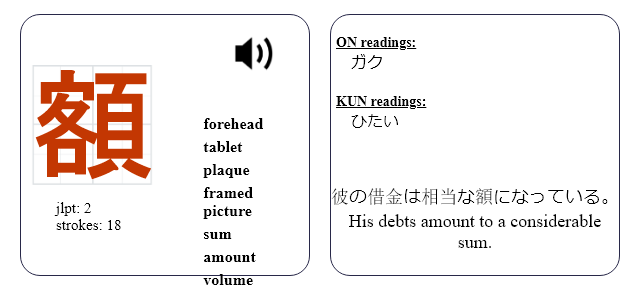 額
jlpt: 2
strokes: 18
forehead
tablet
plaque
framed
picture
sum
amount
volume
ON readings:
ガク
KUN readings:
ひたい
彼の借金は相当な額になっている。
His debts amount to a considerable
sum.